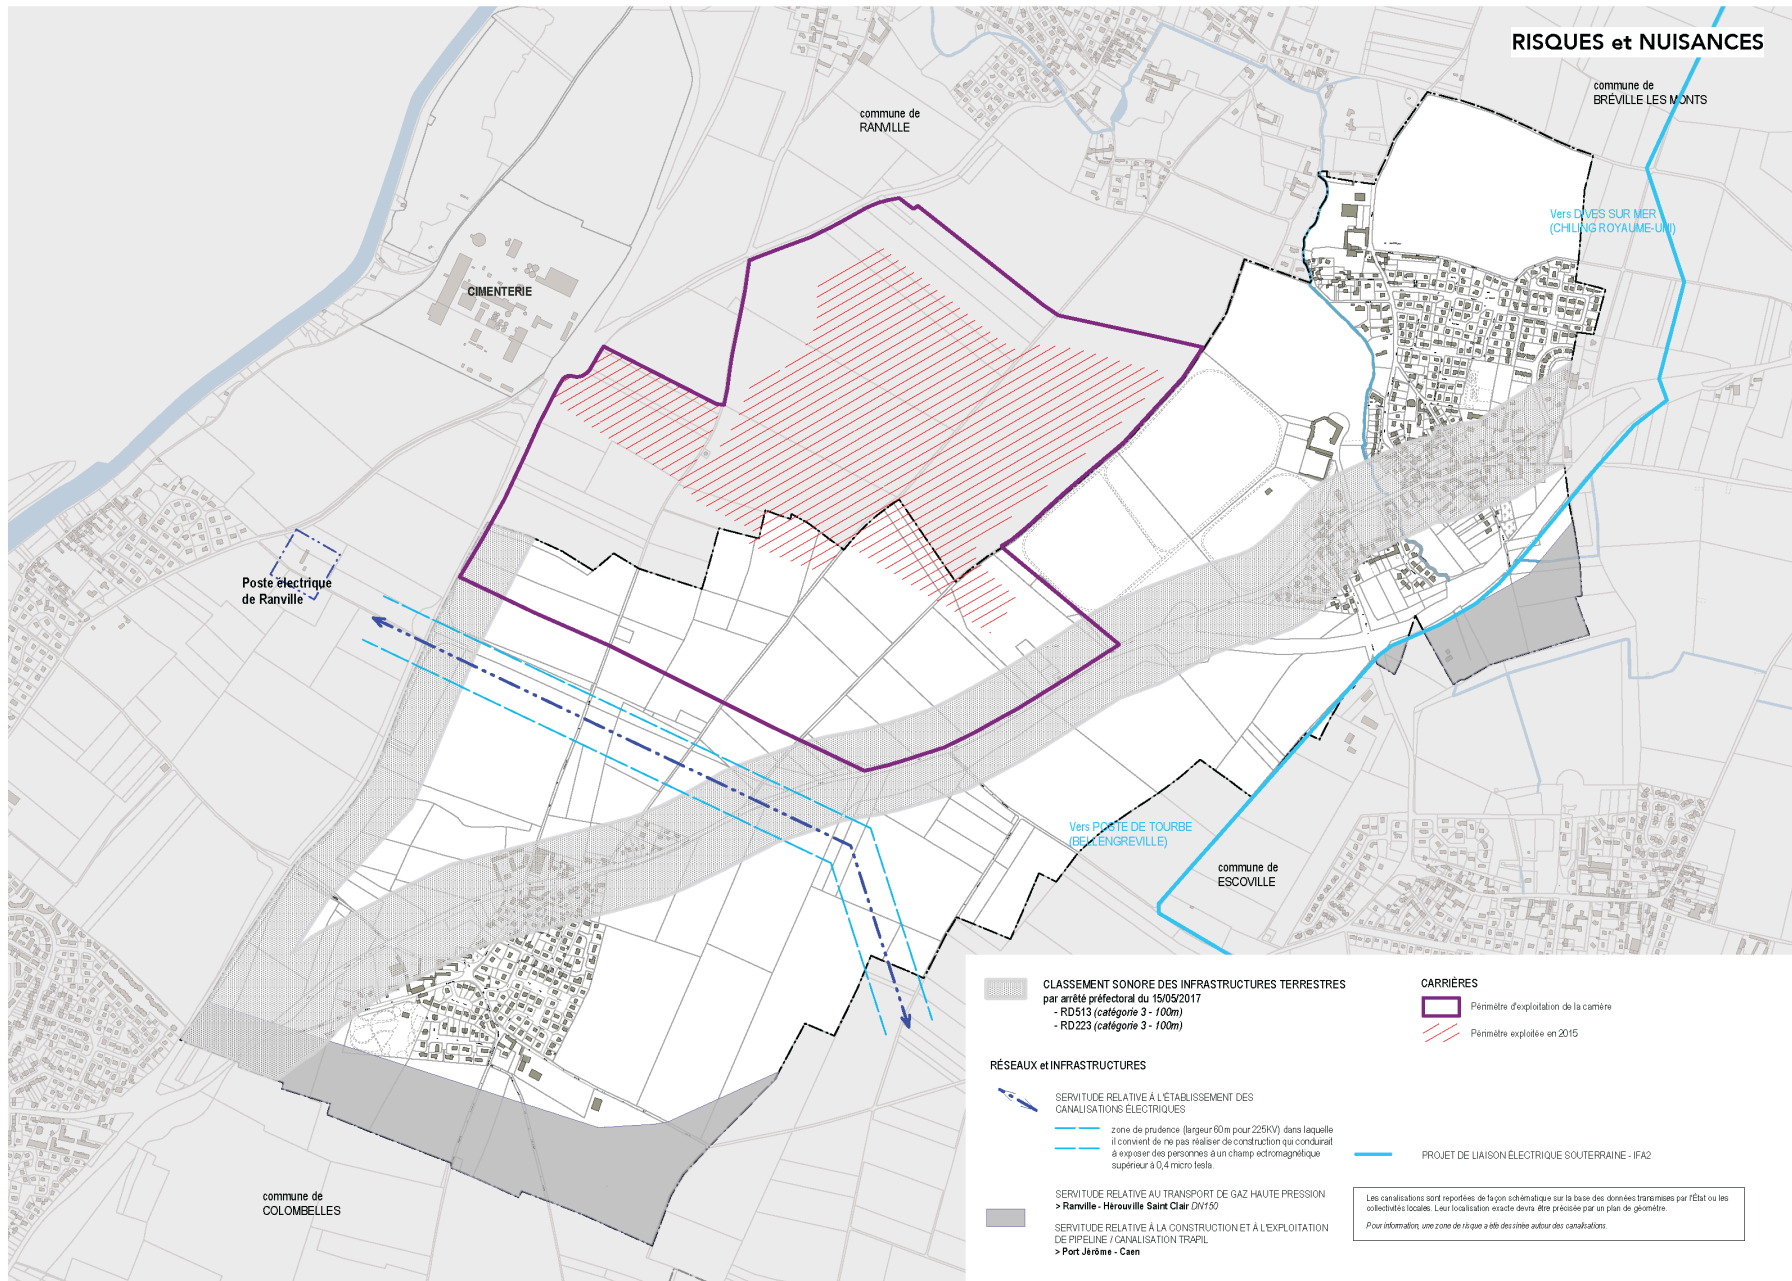 RISQUES et NUISANCES
commune de
BRÉVILLE LES MONTS
commune de
RANVILLE
Vers DIVES SUR MER
(CHILING ROYAUME-UNI)
CIMENTERIE
Poste électrique
de Ranville
Vers POSTE DE TOURBE
(BELLENGREVILLE)
commune de
ESCOVILLE
commune de
COLOMBELLES
CLASSEMENT SONORE DES INFRASTRUCTURES TERRESTRES
par arrêté préfectoral du 15/05/2017
- RD513 (catégorie 3 - 100m)
- RD223 (catégorie 3 - 100m)
CARRIÈRES
Périmètre d'exploitation de la carrière
Périmètre exploitée en 2015
RÉSEAUX et INFRASTRUCTURES
SERVITUDE RELATIVE À L'ÉTABLISSEMENT DES
CANALISATIONS ÉLECTRIQUES
zone de prudence (largeur 60m pour 225KV) dans laquelle
il convient de ne pas réaliser de construction qui conduirait
à exposer des personnes à un champ ectromagnétique
supérieur à 0,4 micro tesla.
PROJET DE LIAISON ÉLECTRIQUE SOUTERRAINE - IFA2
SERVITUDE RELATIVE AU TRANSPORT DE GAZ HAUTE PRESSION
> Ranville - Hérouville Saint Clair DN150
SERVITUDE RELATIVE À LA CONSTRUCTION ET À L'EXPLOITATION
DE PIPELINE / CANALISATION TRAPIL
> Port Jérôme - Caen
Les canalisations sont reportées de façon schématique sur la base des données transmises par l'État ou les
collectivités locales. Leur localisation exacte devra être précisée par un plan de géomètre.
Pour information, une zone de risque a été dessinée autour des canalisations.